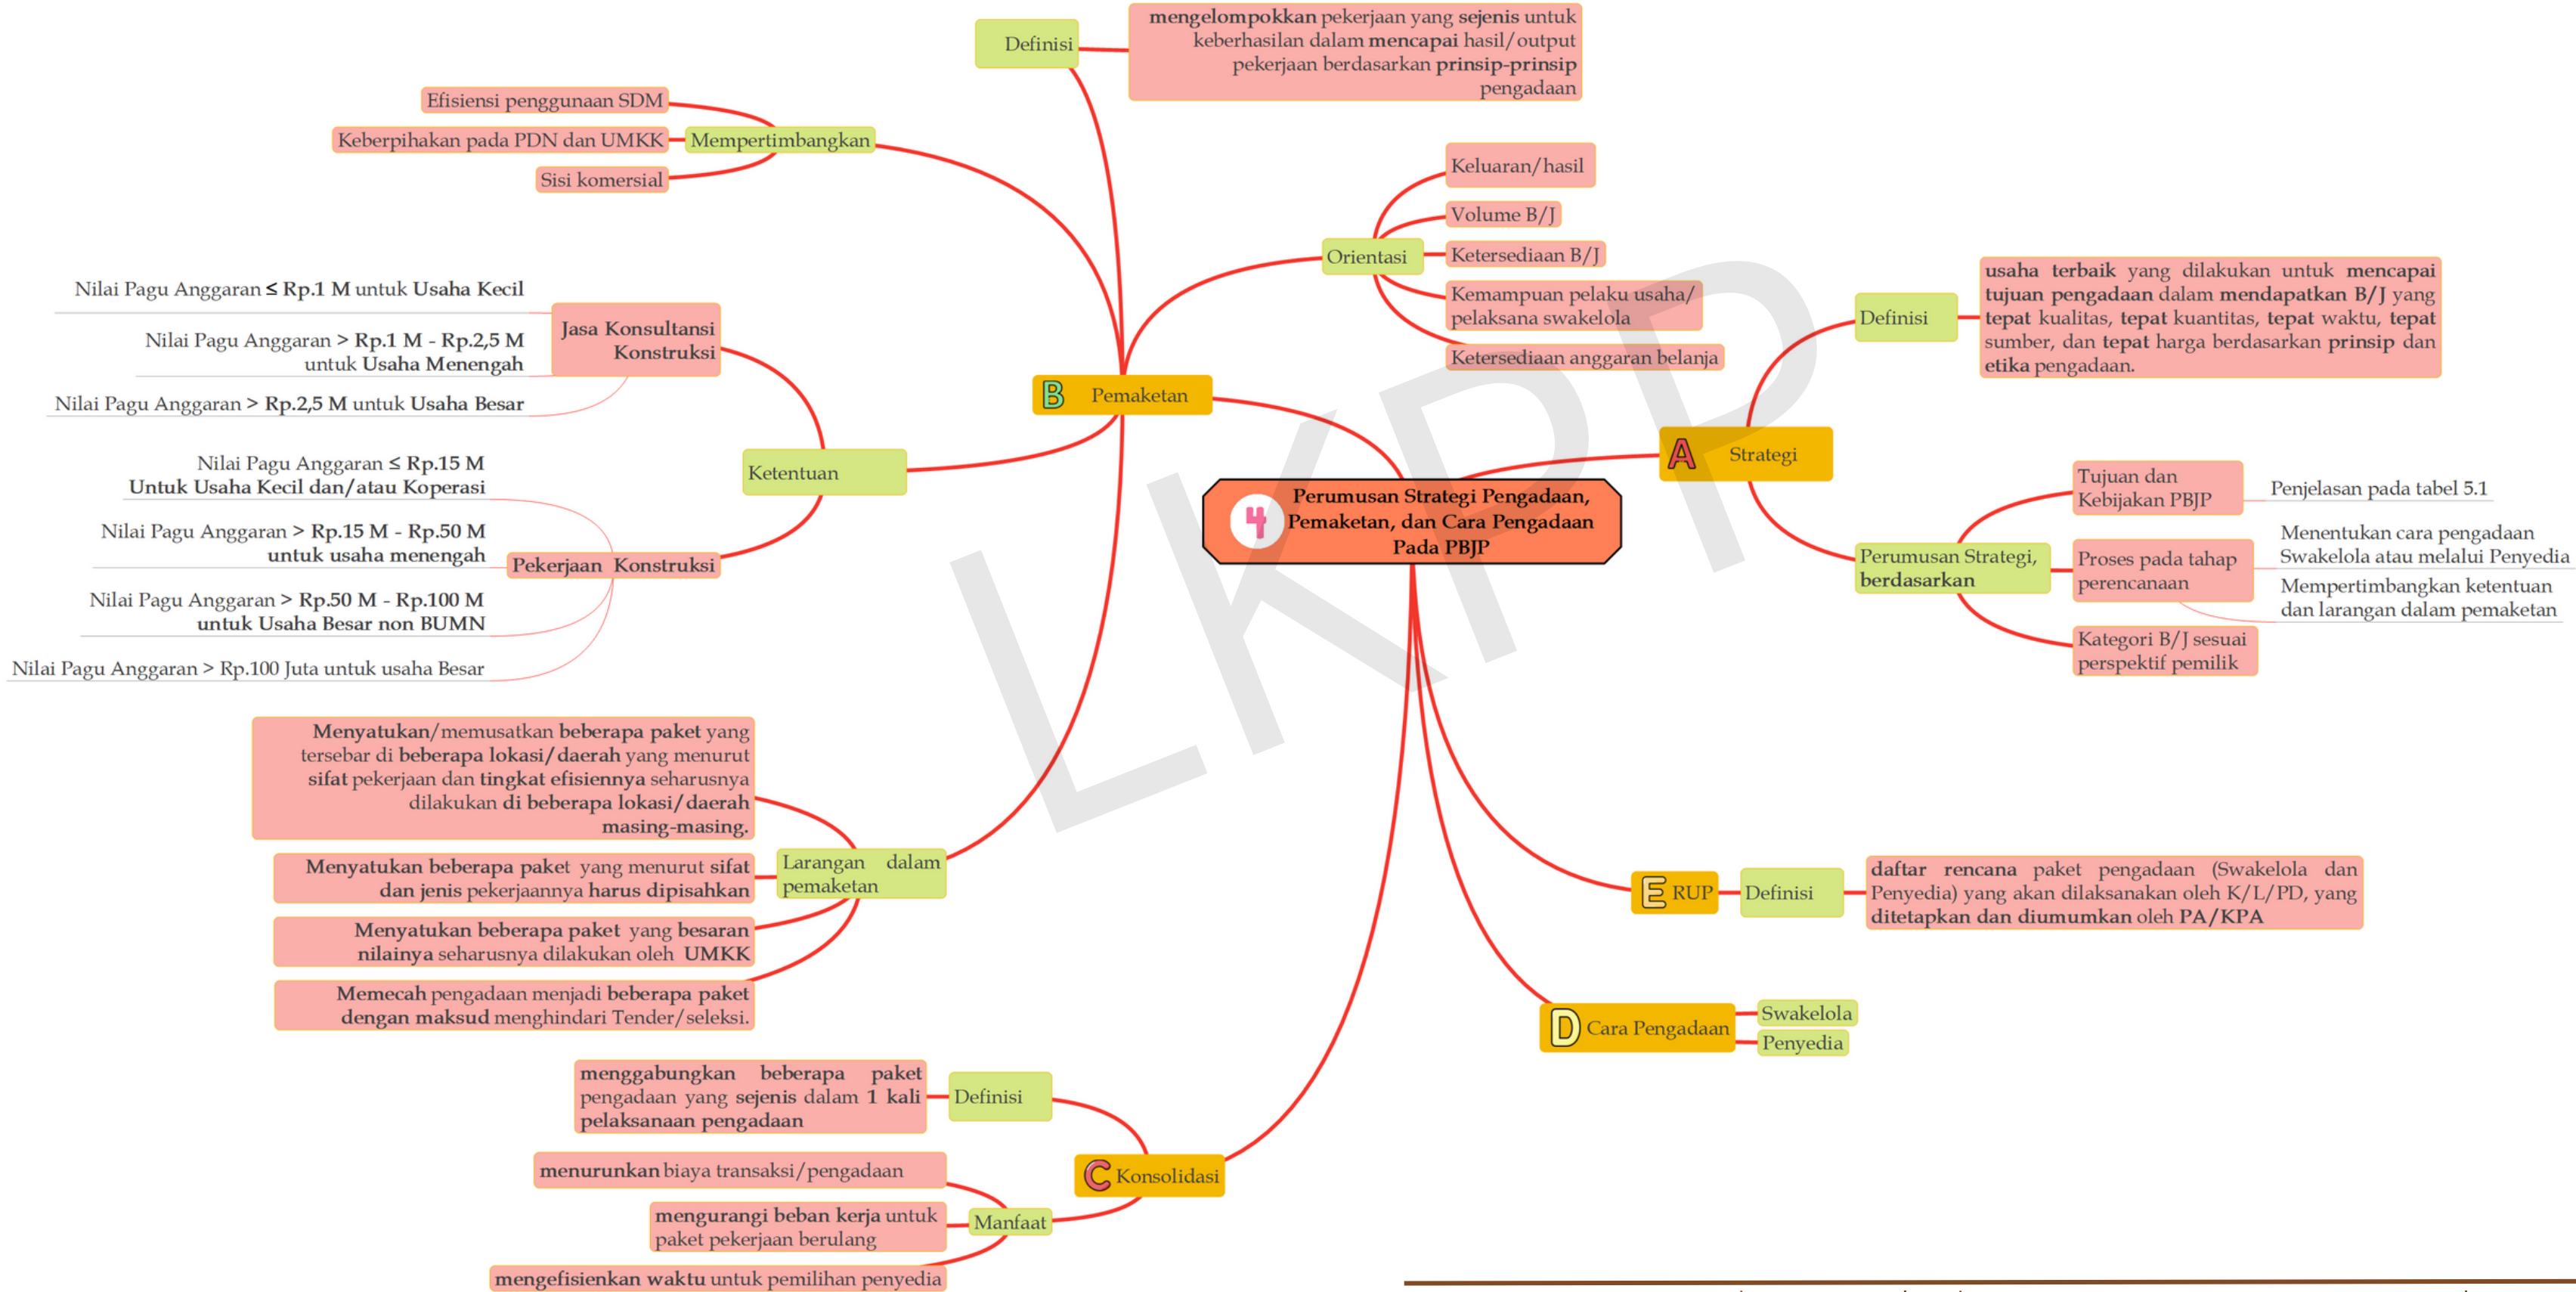 4
Perumusan Strategi Pengadaan,
Pemaketan, dan Cara Pengadaan
Pada PBJP
A Strategi
Definisi
usaha terbaik yang dilakukan untuk mencapai
tujuan pengadaan dalam mendapatkan B/J yang
tepat kualitas, tepat kuantitas, tepat waktu, tepat
sumber, dan tepat harga berdasarkan prinsip dan
etika pengadaan.
Perumusan Strategi,
berdasarkan
Tujuan dan
Kebijakan PBJP
Penjelasan pada tabel 5.1
Proses pada tahap
perencanaan
Menentukan cara pengadaan
Swakelola atau melalui Penyedia
Mempertimbangkan ketentuan
dan larangan dalam pemaketan
Kategori B/J sesuai
perspektif pemilik
B Pemaketan
Definisi
mengelompokkan pekerjaan yang sejenis untuk
keberhasilan dalam mencapai hasil/output
pekerjaan berdasarkan prinsip-prinsip
pengadaan
Orientasi
Keluaran/hasil
Volume B/J
Ketersediaan B/J
Kemampuan pelaku usaha/
pelaksana swakelola
Ketersediaan anggaran belanja
Mempertimbangkan
Efisiensi penggunaan SDM
Keberpihakan pada PDN dan UMKK
Sisi komersial
Ketentuan
Jasa Konsultansi
Konstruksi
Nilai Pagu Anggaran ≤ Rp.1 M untuk Usaha Kecil
Nilai Pagu Anggaran > Rp.1 M - Rp.2,5 M
untuk Usaha Menengah
Nilai Pagu Anggaran > Rp.2,5 M untuk Usaha Besar
Pekerjaan Konstruksi
Nilai Pagu Anggaran ≤ Rp.15 M
Untuk Usaha Kecil dan/atau Koperasi
Nilai Pagu Anggaran > Rp.15 M - Rp.50 M
untuk usaha menengah
Nilai Pagu Anggaran > Rp.50 M - Rp.100 M
untuk Usaha Besar non BUMN
Nilai Pagu Anggaran > Rp.100 Juta untuk usaha Besar
Larangan dalam
pemaketan
Menyatukan/memusatkan beberapa paket yang
tersebar di beberapa lokasi/daerah yang menurut
sifat pekerjaan dan tingkat efisiennya seharusnya
dilakukan di beberapa lokasi/daerah
masing-masing.
Menyatukan beberapa paket yang menurut sifat
dan jenis pekerjaannya harus dipisahkan
Menyatukan beberapa paket yang besaran
nilainya seharusnya dilakukan oleh UMKK
Memecah pengadaan menjadi beberapa paket
dengan maksud menghindari Tender/seleksi.
C Konsolidasi
Definisi
menggabungkan beberapa paket
pengadaan yang sejenis dalam 1 kali
pelaksanaan pengadaan
Manfaat
menurunkan biaya transaksi/pengadaan
mengurangi beban kerja untuk
paket pekerjaan berulang
mengefisienkan waktu untuk pemilihan penyedia
D Cara Pengadaan
Swakelola
Penyedia
E RUP
Definisi
daftar rencana paket pengadaan (Swakelola dan
Penyedia) yang akan dilaksanakan oleh K/L/PD, yang
ditetapkan dan diumumkan oleh PA/KPA
LKPP